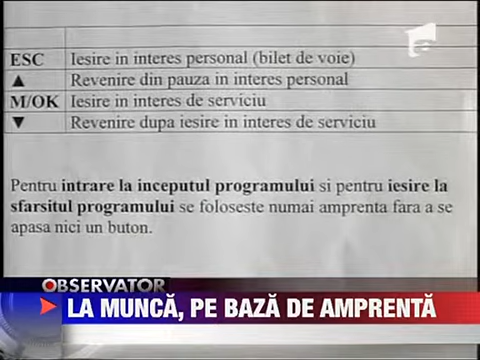 ESC Iesire in interes personal (bilet de voie)
▲ Revenire din pauza in interes personal
M/OK Iesire in interes de serviciu
▼ Revenire dupa iesire in interes de serviciu
Pentru intrare la inceputul programului si pentru iesire la
sfarsitul programului se foloseste numai amprenta fara a se
apasa nici un buton.
OBSERVATOR
LA MUNCĂ, PE BAZĂ DE AMPRENTĂ